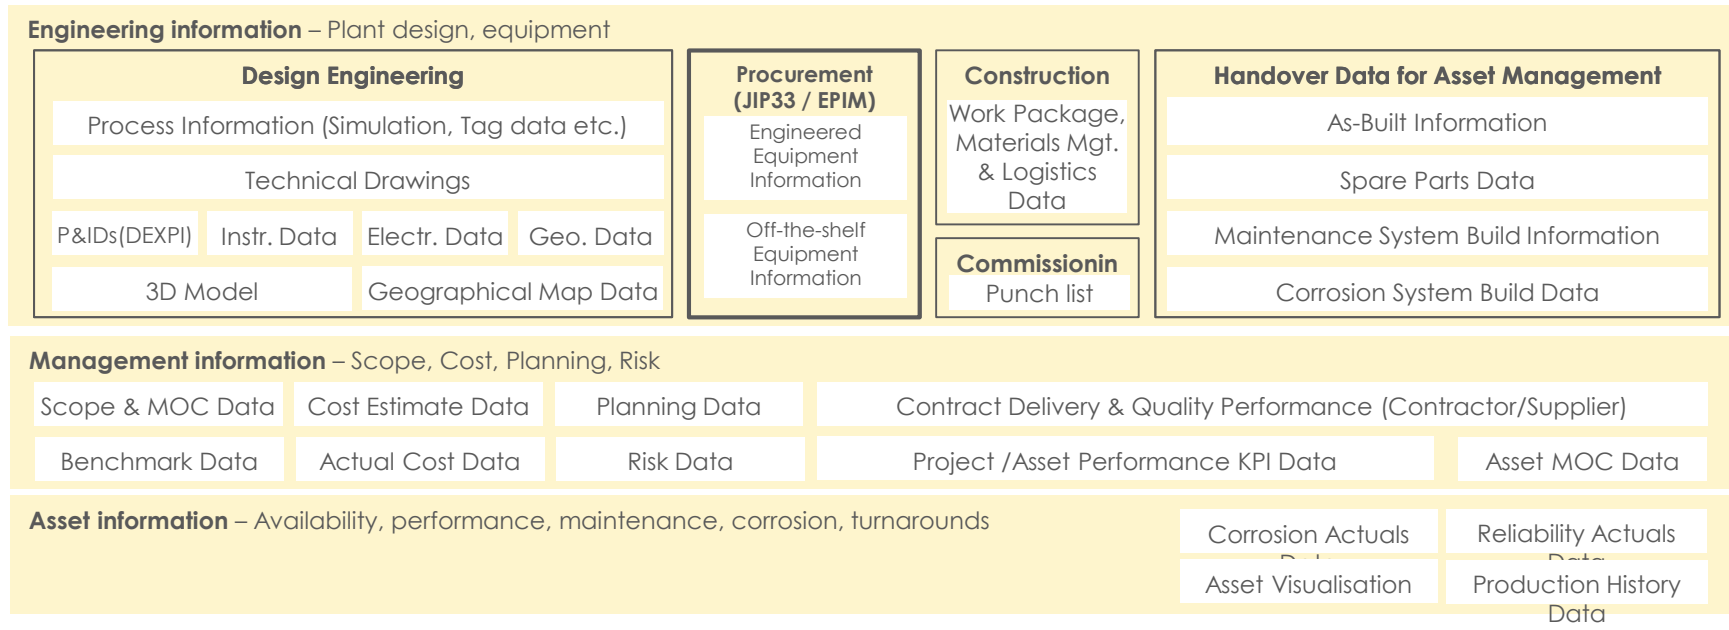 Engineering information – Plant design, equipment
Design Engineering
Process Information (Simulation, Tag data etc.)
Technical Drawings
P&IDs(DEXPI)
Instr. Data
Electr. Data
Geo. Data
3D Model
Geographical Map Data
Procurement
(JIP33 / EPIM)
Engineered
Equipment
Information
Off-the-shelf
Equipment
Information
Construction
Work Package,
Materials Mgt.
& Logistics
Data
Commissionin
Punch list
Handover Data for Asset Management
As-Built Information
Spare Parts Data
Maintenance System Build Information
Corrosion System Build Data
Management information – Scope, Cost, Planning, Risk
Scope & MOC Data
Cost Estimate Data
Planning Data
Contract Delivery & Quality Performance (Contractor/Supplier)
Benchmark Data
Actual Cost Data
Risk Data
Project /Asset Performance KPI Data
Asset MOC Data
Asset information – Availability, performance, maintenance, corrosion, turnarounds
Corrosion Actuals
Data
Reliability Actuals
Data
Asset Visualisation
Production History
Data